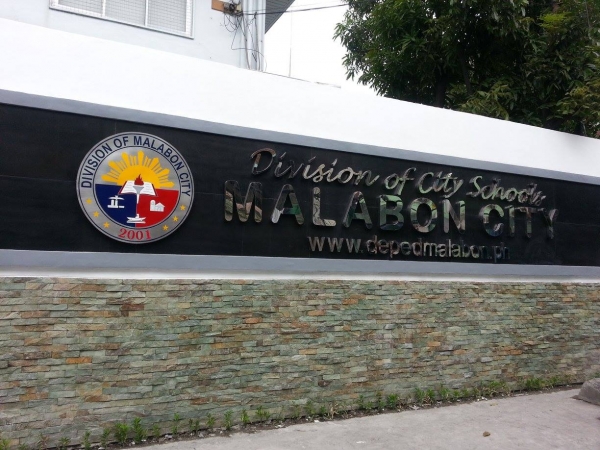 DIVISION OF MALABON CITY
2001
Division of City Schools
MALABON CITY
www.depedmalabon.ph